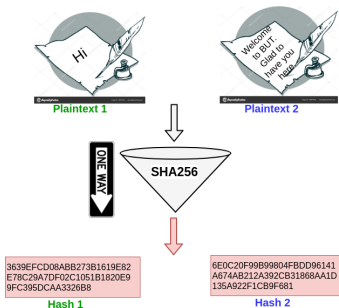 Hi
Welcome
to BUT.
Glad to
have you
here
Plaintext 1
Plaintext 2
ONE WAY
SHA256
3639EFCD08ABB273B1619E82
E78C29A7DF02C1051B1820E9
9FC395DCAA3326B8
6E0C20F99B99804FBDD96141
A674AB212A392CB31868AA1D
135A922F1CB9F681
Hash 1
Hash 2